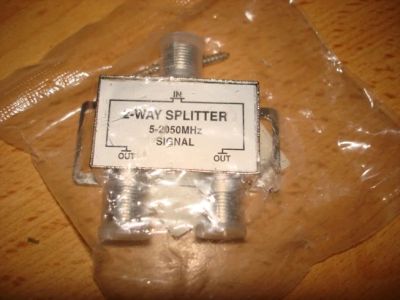 IN
2-WAY SPLITTER
5-2050MHz
SIGNAL
OUT OUT